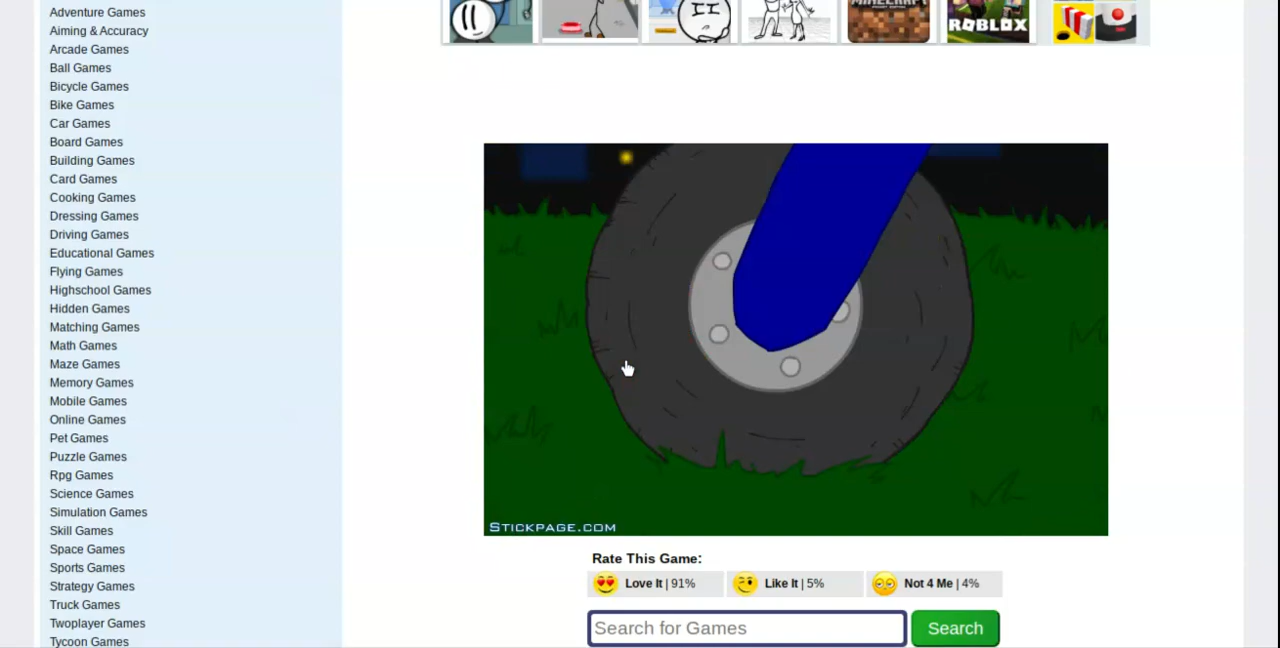 Adventure Games
Aiming & Accuracy
Arcade Games
Ball Games
Bicycle Games
Bike Games
Car Games
Board Games
Building Games
Card Games
Cooking Games
Dressing Games
Driving Games
Educational Games
Flying Games
Highschool Games
Hidden Games
Matching Games
Math Games
Maze Games
Memory Games
Mobile Games
Online Games
Pet Games
Puzzle Games
Rpg Games
Science Games
Simulation Games
Skill Games
Space Games
Sports Games
Strategy Games
Truck Games
Twoplayer Games
Tycoon Games
MINECRAFT
ROBLOX
STICKPAGE.COM
Rate This Game:
Love It | 91%
Like It | 5%
Not 4 Me | 4%
Search for Games
Search